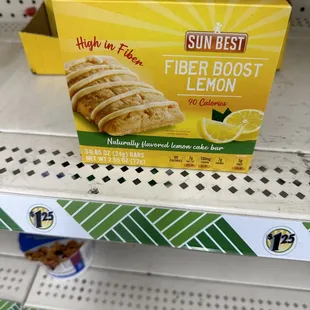 High in Fiber
SUN BEST
FIBER BOOST
LEMON
90 Calories
Naturally flavored lemon cake bar
$1.25
$1.25